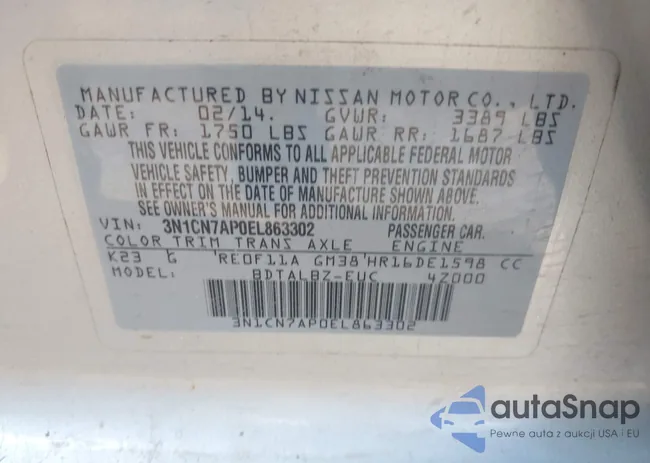 MANUFACTURED BY NISSAN MOTOR CO., LTD.
DATE: 02/14. GVWR: 3389 LBS
GAWR FR: 1750 LBS GAWR RR: 1687 LBS
THIS VEHICLE CONFORMS TO ALL APPLICABLE FEDERAL MOTOR
VEHICLE SAFETY, BUMPER AND THEFT PREVENTION STANDARDS
IN EFFECT ON THE DATE OF MANUFACTURE SHOWN ABOVE.
SEE OWNER'S MANUAL FOR ADDITIONAL INFORMATION.
VIN: 3N1CN7AP0EL863302 PASSENGER CAR.
COLOR TRIM TRANS AXLE ENGINE
K23 G 'RE0F11A GM38'HR16DE1598 CC
MODEL: BDTALBZ-EUC 4Z000
3N1CN7AP0EL863302
autoSnap
Pewne auta z aukcji USA i EU